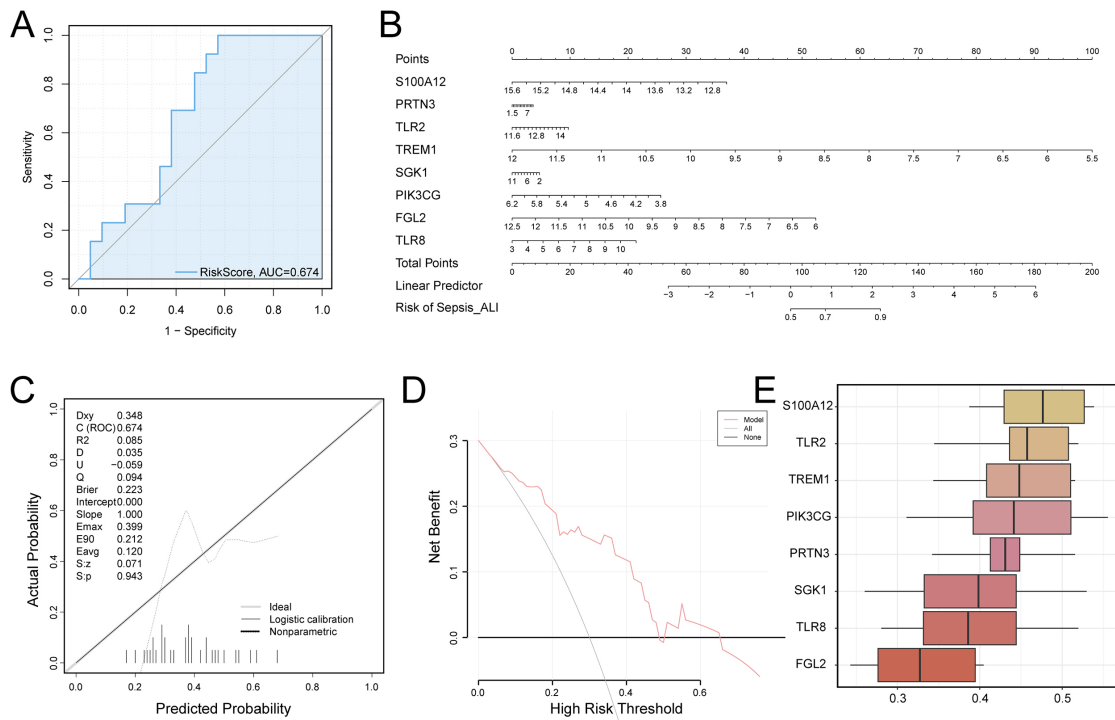 A
Sensitivity
1.0
0.8
0.6
0.4
0.2
0.0
RiskScore, AUC=0.674
0.0 0.2 0.4 0.6 0.8 1.0
1 − Specificity
B
Points 0 10 20 30 40 50 60 70 80 90 100
S100A12
15.6 15.2 14.8 14.4 14 13.6 13.2 12.8
PRTN3
1.5 7
TLR2
11.6 12.8 14
TREM1
12 11.5 11 10.5 10 9.5 9 8.5 8 7.5 7 6.5 6 5.5
SGK1
11 6 2
PIK3CG
6.2 5.8 5.4 5 4.6 4.2 3.8
FGL2
12.5 12 11.5 11 10.5 10 9.5 9 8.5 8 7.5 7 6.5 6
TLR8
3 4 5 6 7 8 9 10
Total Points
0 20 40 60 80 100 120 140 160 180 200
Linear Predictor
−3 −2 −1 0 1 2 3 4 5 6
Risk of Sepsis_ALI
0.5 0.7 0.9
C
Actual Probability
1.0
0.8
0.6
0.4
0.2
0.0
Dxy 0.348
C (ROC) 0.674
R2 0.085
D 0.035
U −0.059
Q 0.094
Brier 0.223
Intercept 0.000
Slope 1.000
Emax 0.399
E90 0.212
Eavg 0.120
S:z 0.071
S:p 0.943
Ideal
Logistic calibration
Nonparametric
0.0 0.2 0.4 0.6 0.8 1.0
Predicted Probability
D
Net Benefit
0.3
0.2
0.1
0.0
Model
All
None
0.0 0.2 0.4 0.6
High Risk Threshold
E
S100A12
TLR2
TREM1
PIK3CG
PRTN3
SGK1
TLR8
FGL2
0.3 0.4 0.5